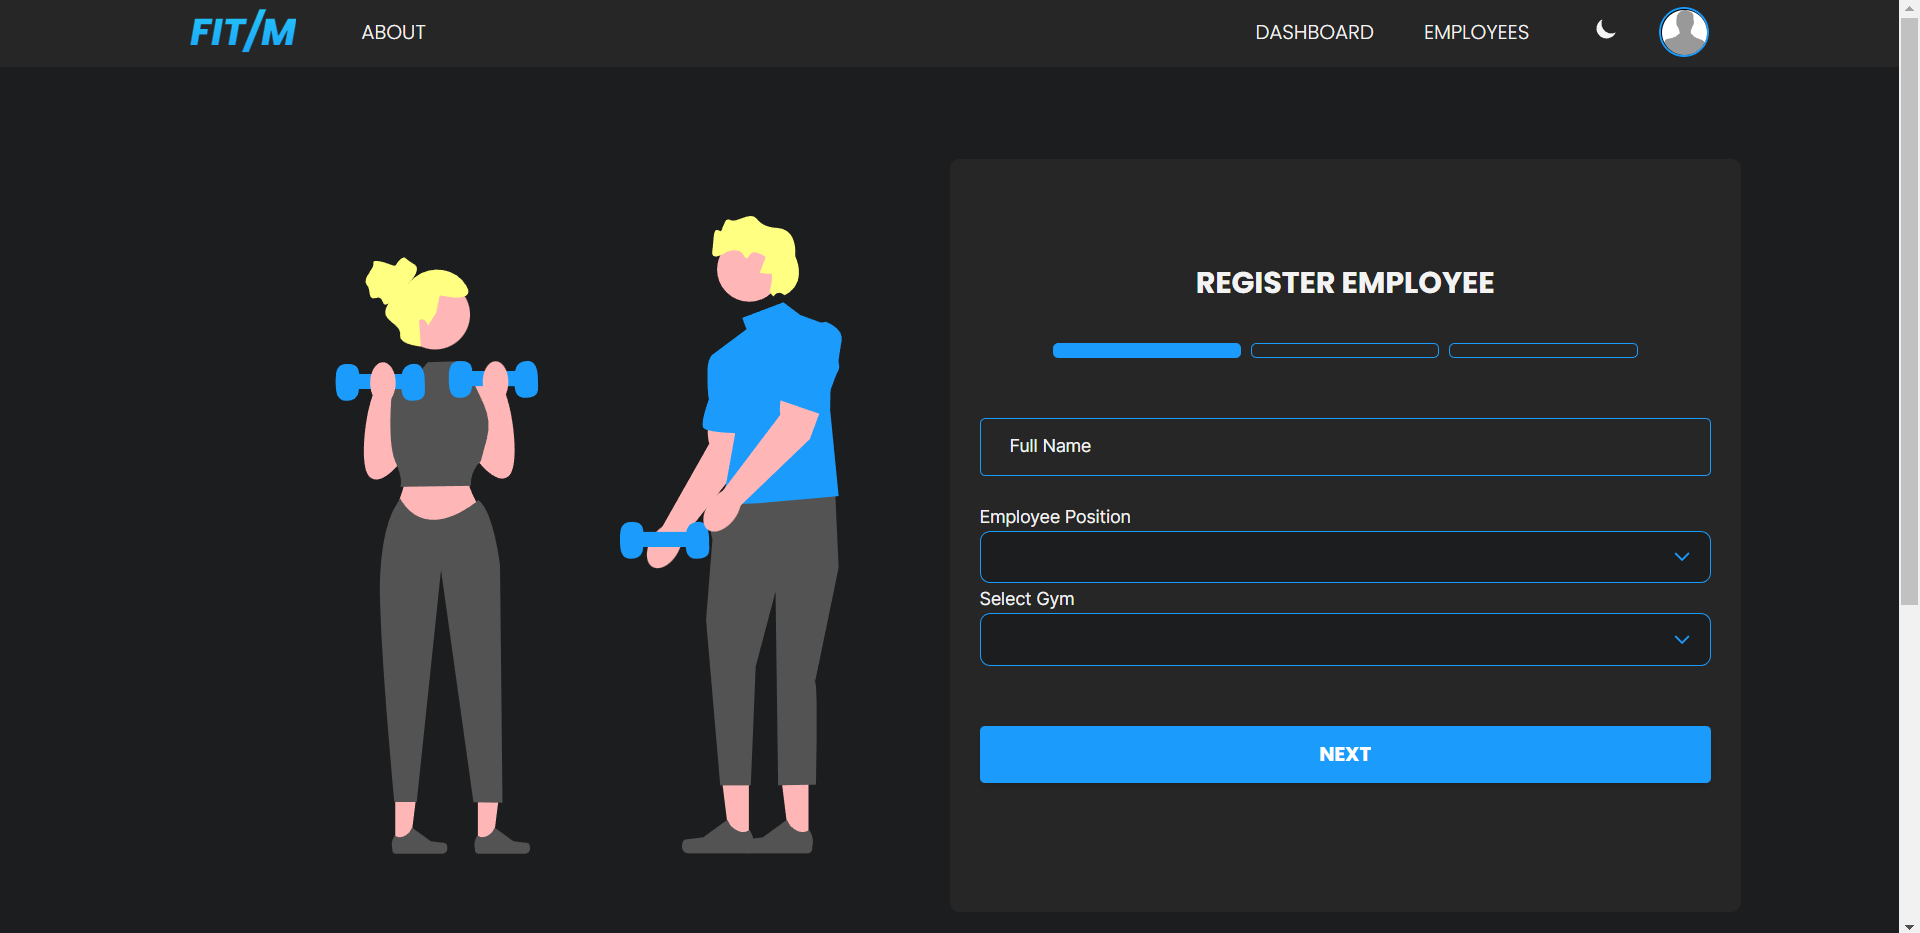 FIT/M
ABOUT
DASHBOARD
EMPLOYEES
REGISTER EMPLOYEE
Full Name
Employee Position
Select Gym
NEXT